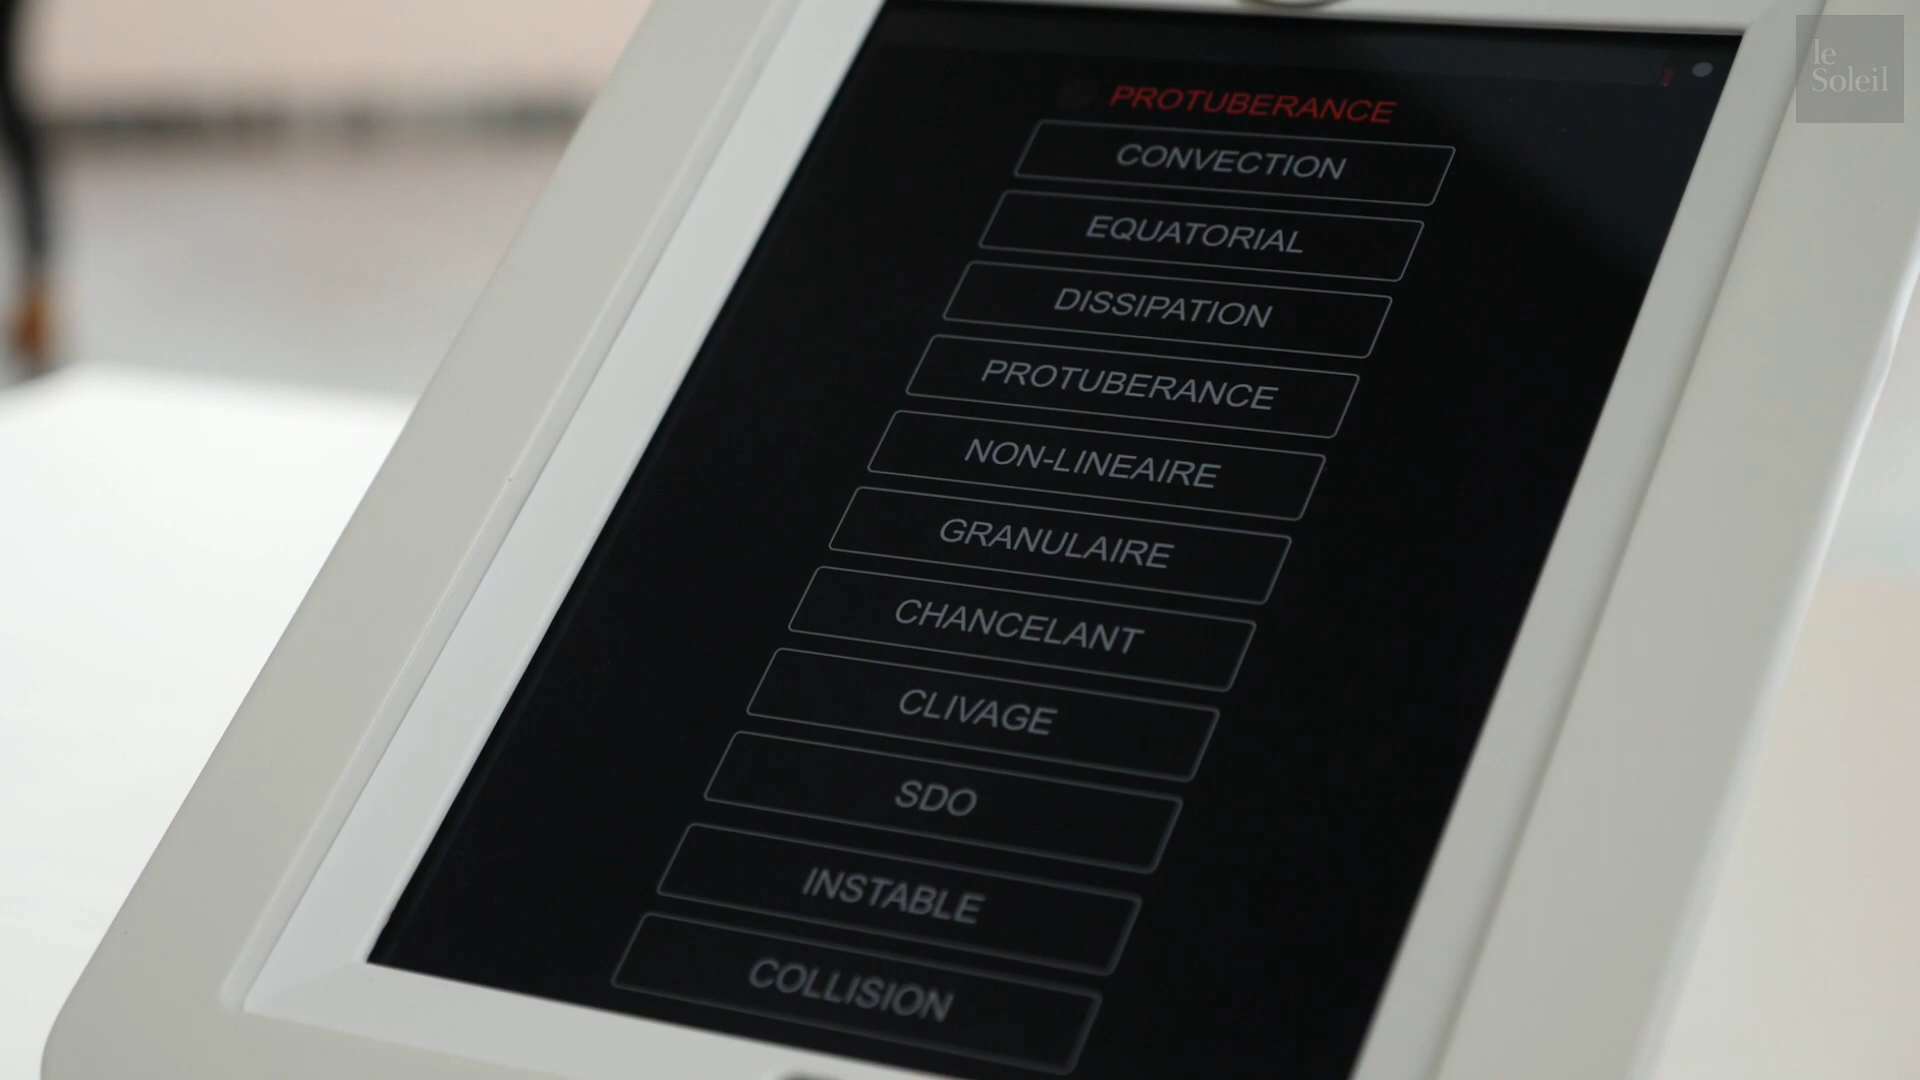 le
Soleil
PROTUBERANCE
CONVECTION
EQUATORIAL
DISSIPATION
PROTUBERANCE
NON-LINEAIRE
GRANULAIRE
CHANCELANT
CLIVAGE
SDO
INSTABLE
COLLISION